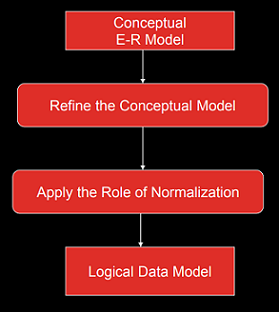 Conceptual
E-R Model
Refine the Conceptual Model
Apply the Role of Normalization
Logical Data Model